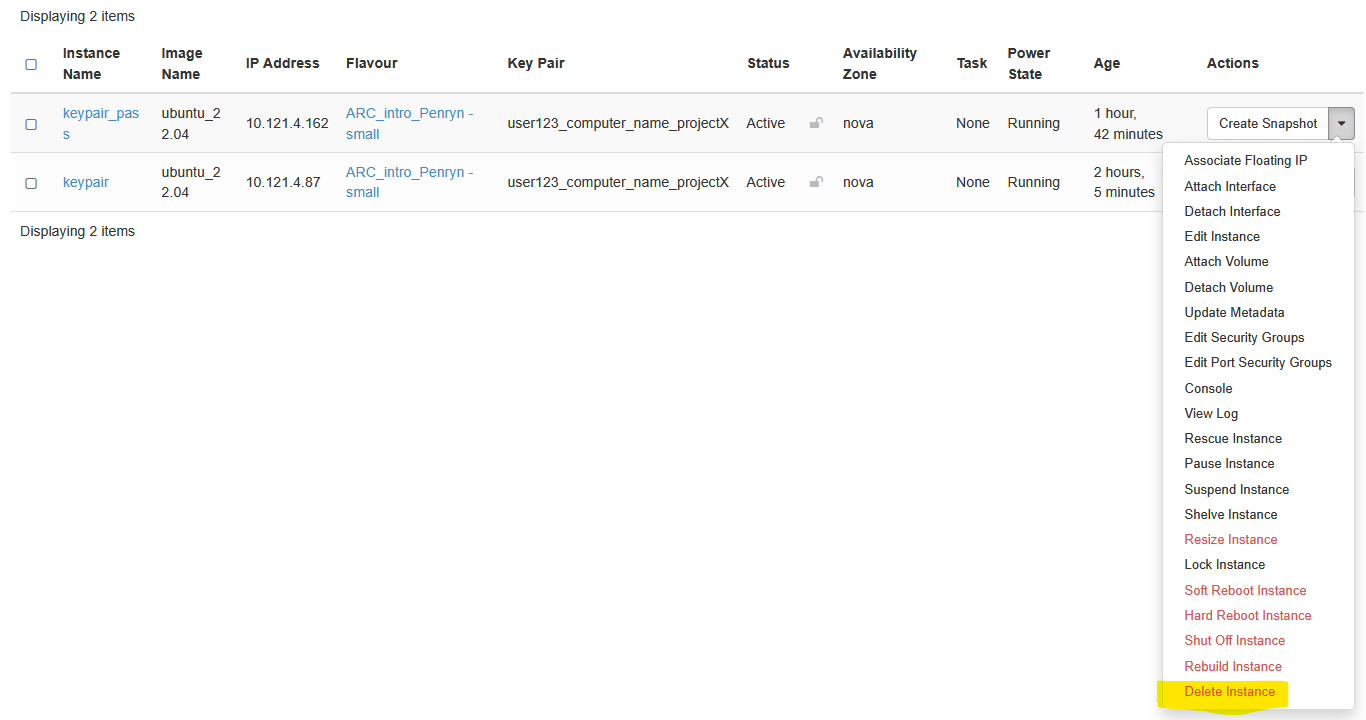 Displaying 2 items
Instance Name Image Name IP Address Flavour Key Pair Status Availability Zone Task Power State Age Actions
keypair_pass ubuntu_22.04 10.121.4.162 ARC_intro_Penryn - small user123_computer_name_projectX Active nova None Running 1 hour, 42 minutes Create Snapshot
keypair ubuntu_22.04 10.121.4.87 ARC_intro_Penryn - small user123_computer_name_projectX Active nova None Running 2 hours, 5 minutes
Displaying 2 items
Associate Floating IP
Attach Interface
Detach Interface
Edit Instance
Attach Volume
Detach Volume
Update Metadata
Edit Security Groups
Edit Port Security Groups
Console
View Log
Rescue Instance
Pause Instance
Suspend Instance
Shelve Instance
Resize Instance
Lock Instance
Soft Reboot Instance
Hard Reboot Instance
Shut Off Instance
Rebuild Instance
Delete Instance